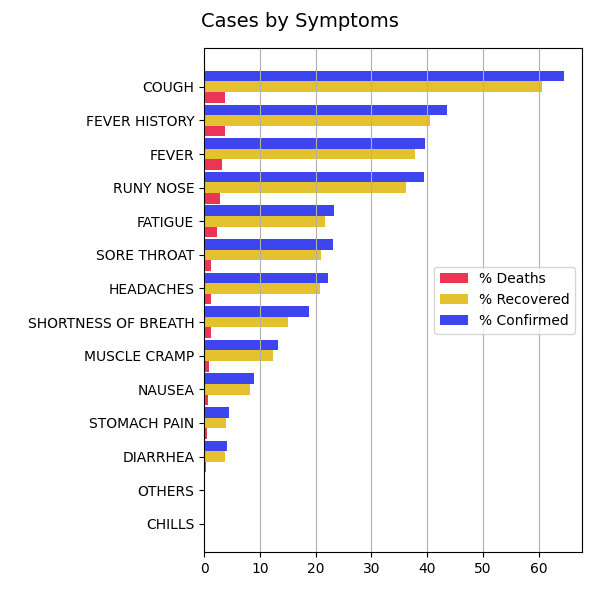 Cases by Symptoms
COUGH
FEVER HISTORY
FEVER
RUNY NOSE
FATIGUE
SORE THROAT
HEADACHES
SHORTNESS OF BREATH
MUSCLE CRAMP
NAUSEA
STOMACH PAIN
DIARRHEA
OTHERS
CHILLS
% Deaths
% Recovered
% Confirmed
0 10 20 30 40 50 60